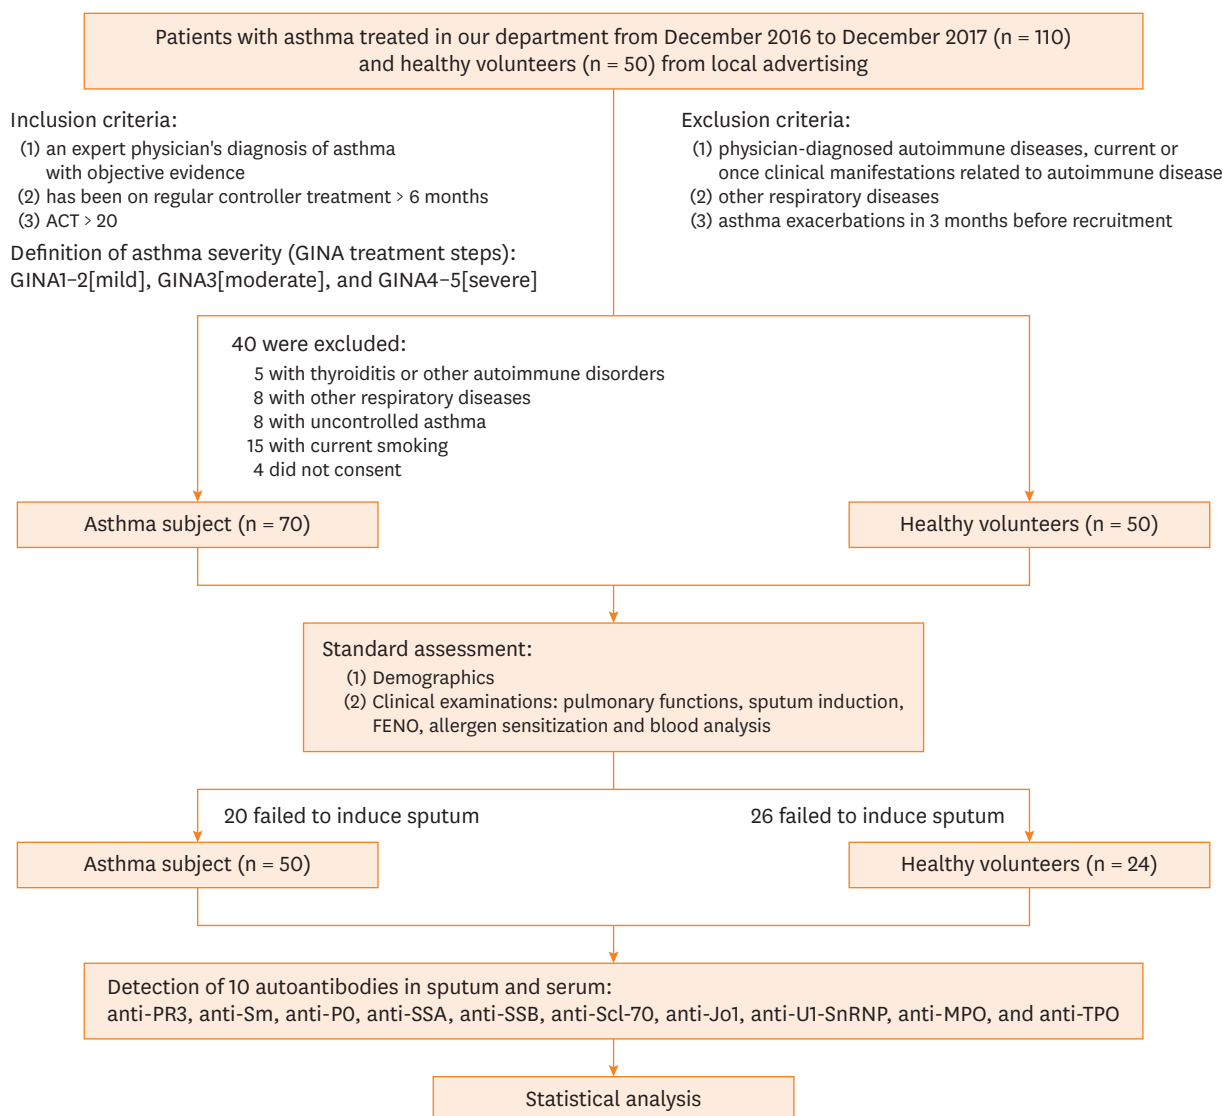 Patients with asthma treated in our department from December 2016 to December 2017 (n = 110)
and healthy volunteers (n = 50) from local advertising
Inclusion criteria:
(1) an expert physician's diagnosis of asthma
with objective evidence
(2) has been on regular controller treatment > 6 months
(3) ACT > 20
Definition of asthma severity (GINA treatment steps):
GINA1–2[mild], GINA3[moderate], and GINA4–5[severe]
Exclusion criteria:
(1) physician-diagnosed autoimmune diseases, current or
once clinical manifestations related to autoimmune disease
(2) other respiratory diseases
(3) asthma exacerbations in 3 months before recruitment
40 were excluded:
5 with thyroiditis or other autoimmune disorders
8 with other respiratory diseases
8 with uncontrolled asthma
15 with current smoking
4 did not consent
Asthma subject (n = 70)
Healthy volunteers (n = 50)
Standard assessment:
(1) Demographics
(2) Clinical examinations: pulmonary functions, sputum induction,
FENO, allergen sensitization and blood analysis
20 failed to induce sputum
26 failed to induce sputum
Asthma subject (n = 50)
Healthy volunteers (n = 24)
Detection of 10 autoantibodies in sputum and serum:
anti-PR3, anti-Sm, anti-P0, anti-SSA, anti-SSB, anti-Scl-70, anti-Jo1, anti-U1-SnRNP, anti-MPO, and anti-TPO
Statistical analysis